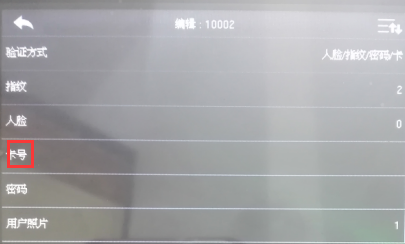 编辑 : 10002
验证方式 人脸/指纹/密码/卡
指纹 2
人脸 0
卡号
密码
用户照片 1